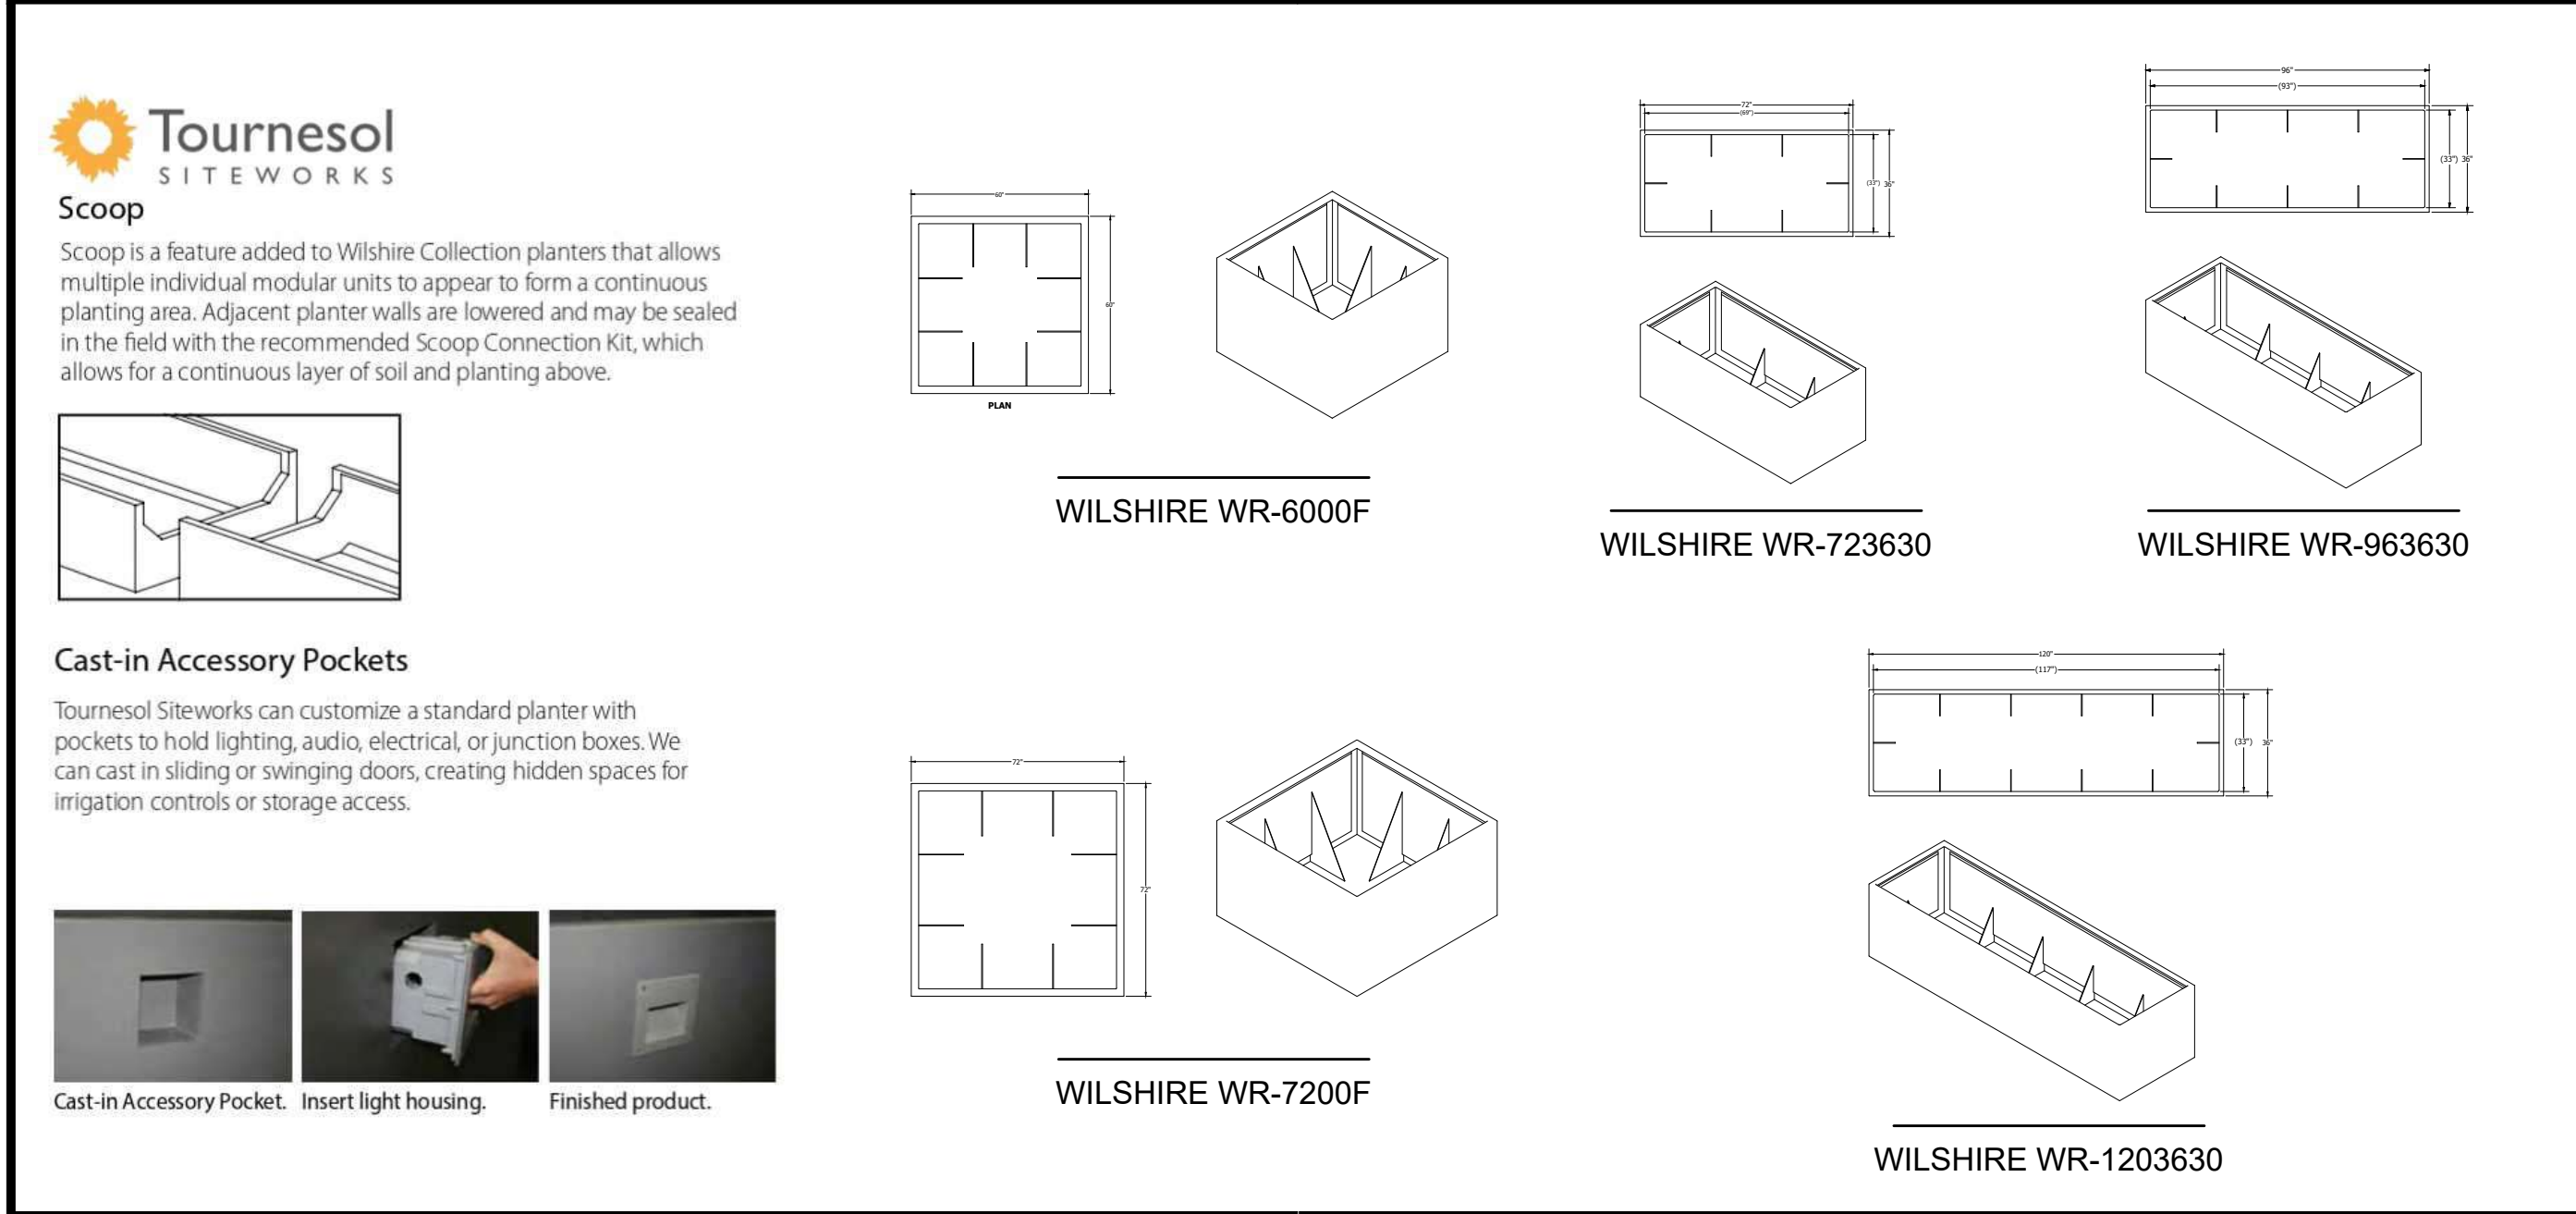 Tournesol
SITEWORKS
Scoop
Scoop is a feature added to Wilshire Collection planters that allows
multiple individual modular units to appear to form a continuous
planting area. Adjacent planter walls are lowered and may be sealed
in the field with the recommended Scoop Connection Kit, which
allows for a continuous layer of soil and planting above.
Cast-in Accessory Pockets
Tournesol Siteworks can customize a standard planter with
pockets to hold lighting, audio, electrical, or junction boxes. We
can cast in sliding or swinging doors, creating hidden spaces for
irrigation controls or storage access.
Cast-in Accessory Pocket.
Insert light housing.
Finished product.
60"
60"
PLAN
WILSHIRE WR-6000F
72"
(69")
(33")
36"
WILSHIRE WR-723630
96"
(93")
(33")
36"
WILSHIRE WR-963630
72"
72"
WILSHIRE WR-7200F
120"
(117")
(33")
36"
WILSHIRE WR-1203630